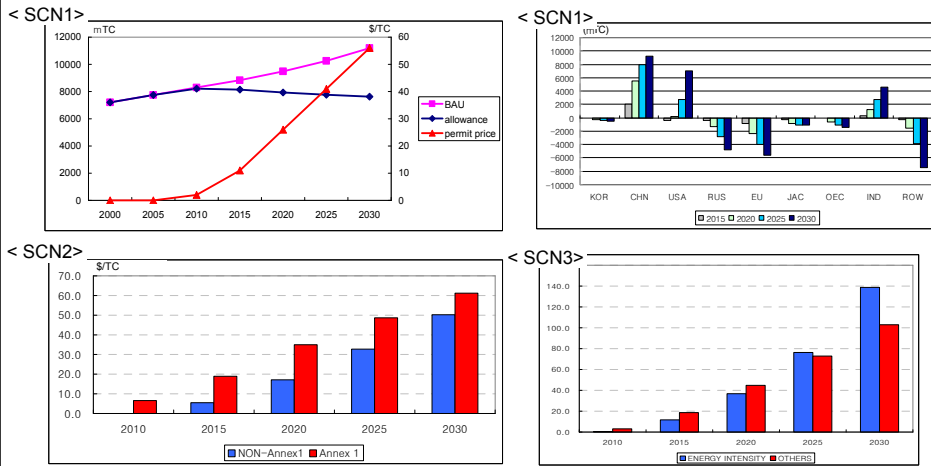 < SCN1>
mTC $/TC
12000 60
10000 50
8000 40
6000 30
4000 20
2000 10
0 0
2000 2005 2010 2015 2020 2025 2030
BAU
allowance
permit price
< SCN1>
(mTC)
12000
10000
8000
6000
4000
2000
0
-2000
-4000
-6000
-8000
-10000
KOR CHN USA RUS EU JAC OEC IND ROW
2015 2020 2025 2030
< SCN2>
$/TC
70.0
60.0
50.0
40.0
30.0
20.0
10.0
0.0
2010 2015 2020 2025 2030
NON-Annex1 Annex 1
< SCN3>
140.0
120.0
100.0
80.0
60.0
40.0
20.0
0.0
2010 2015 2020 2025 2030
ENERGY INTENSITY OTHERS